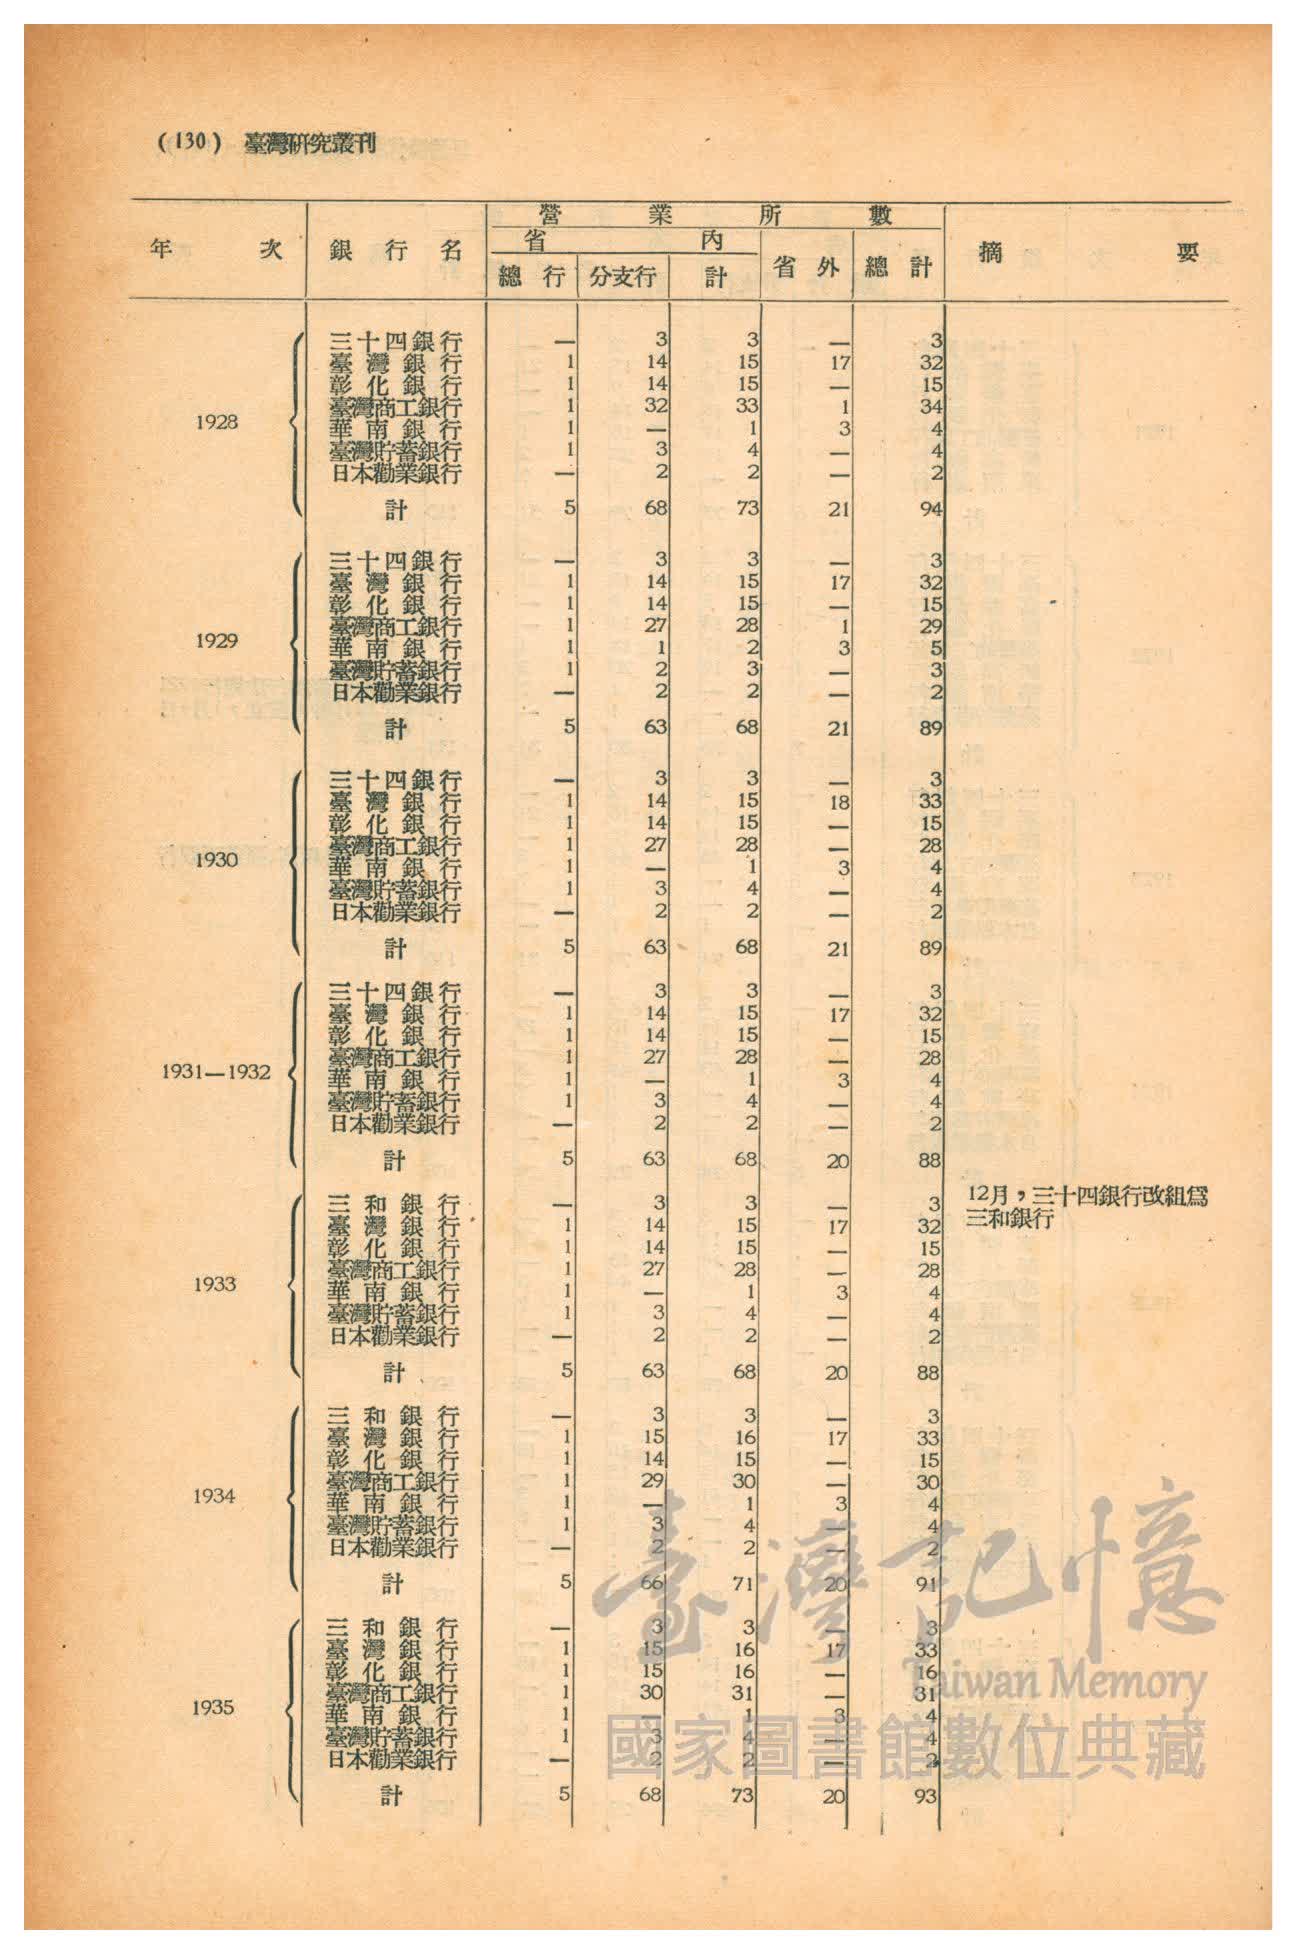 (130) 臺灣研究叢刊
年 次 銀 行 名 營 業 所 數 摘 要
省 內 省 外 總 計
總 行 分支行 計
1928
三十四銀行 — 3 3 — 3
臺灣銀行 1 14 15 17 32
彰化銀行 1 14 15 — 15
臺灣商工銀行 1 32 33 1 34
華南銀行 1 — 1 3 4
臺灣貯蓄銀行 1 3 4 — 4
日本勸業銀行 — 2 2 — 2
計 5 68 73 21 94
1929
三十四銀行 — 3 3 — 3
臺灣銀行 1 14 15 17 32
彰化銀行 1 14 15 — 15
臺灣商工銀行 1 27 28 1 29
華南銀行 1 1 2 3 5
臺灣貯蓄銀行 1 2 3 — 3
日本勸業銀行 — 2 2 — 2
計 5 63 68 21 89
1930
三十四銀行 — 3 3 — 3
臺灣銀行 1 14 15 18 33
彰化銀行 1 14 15 — 15
臺灣商工銀行 1 27 28 — 28
華南銀行 1 — 1 3 4
臺灣貯蓄銀行 1 3 4 — 4
日本勸業銀行 — 2 2 — 2
計 5 63 68 21 89
1931—1932
三十四銀行 — 3 3 — 3
臺灣銀行 1 14 15 17 32
彰化銀行 1 14 15 — 15
臺灣商工銀行 1 27 28 — 28
華南銀行 1 — 1 3 4
臺灣貯蓄銀行 1 3 4 — 4
日本勸業銀行 — 2 2 — 2
計 5 63 68 20 88
1933
三和銀行 — 3 3 — 3 12月，三十四銀行改組爲
臺灣銀行 1 14 15 17 32 三和銀行
彰化銀行 1 14 15 — 15
臺灣商工銀行 1 27 28 — 28
華南銀行 1 — 1 3 4
臺灣貯蓄銀行 1 3 4 — 4
日本勸業銀行 — 2 2 — 2
計 5 63 68 20 88
1934
三和銀行 — 3 3 — 3
臺灣銀行 1 15 16 17 33
彰化銀行 1 14 15 — 15
臺灣商工銀行 1 29 30 — 30
華南銀行 1 — 1 3 4
臺灣貯蓄銀行 1 3 4 — 4
日本勸業銀行 — 2 2 — 2
計 5 66 71 20 91
1935
三和銀行 — 3 3 — 3
臺灣銀行 1 15 16 17 33
彰化銀行 1 15 16 — 16
臺灣商工銀行 1 30 31 — 31
華南銀行 1 — 1 3 4
臺灣貯蓄銀行 1 3 4 — 4
日本勸業銀行 — 2 2 — 2
計 5 68 73 20 93
臺灣記憶
Taiwan Memory
國家圖書館數位典藏